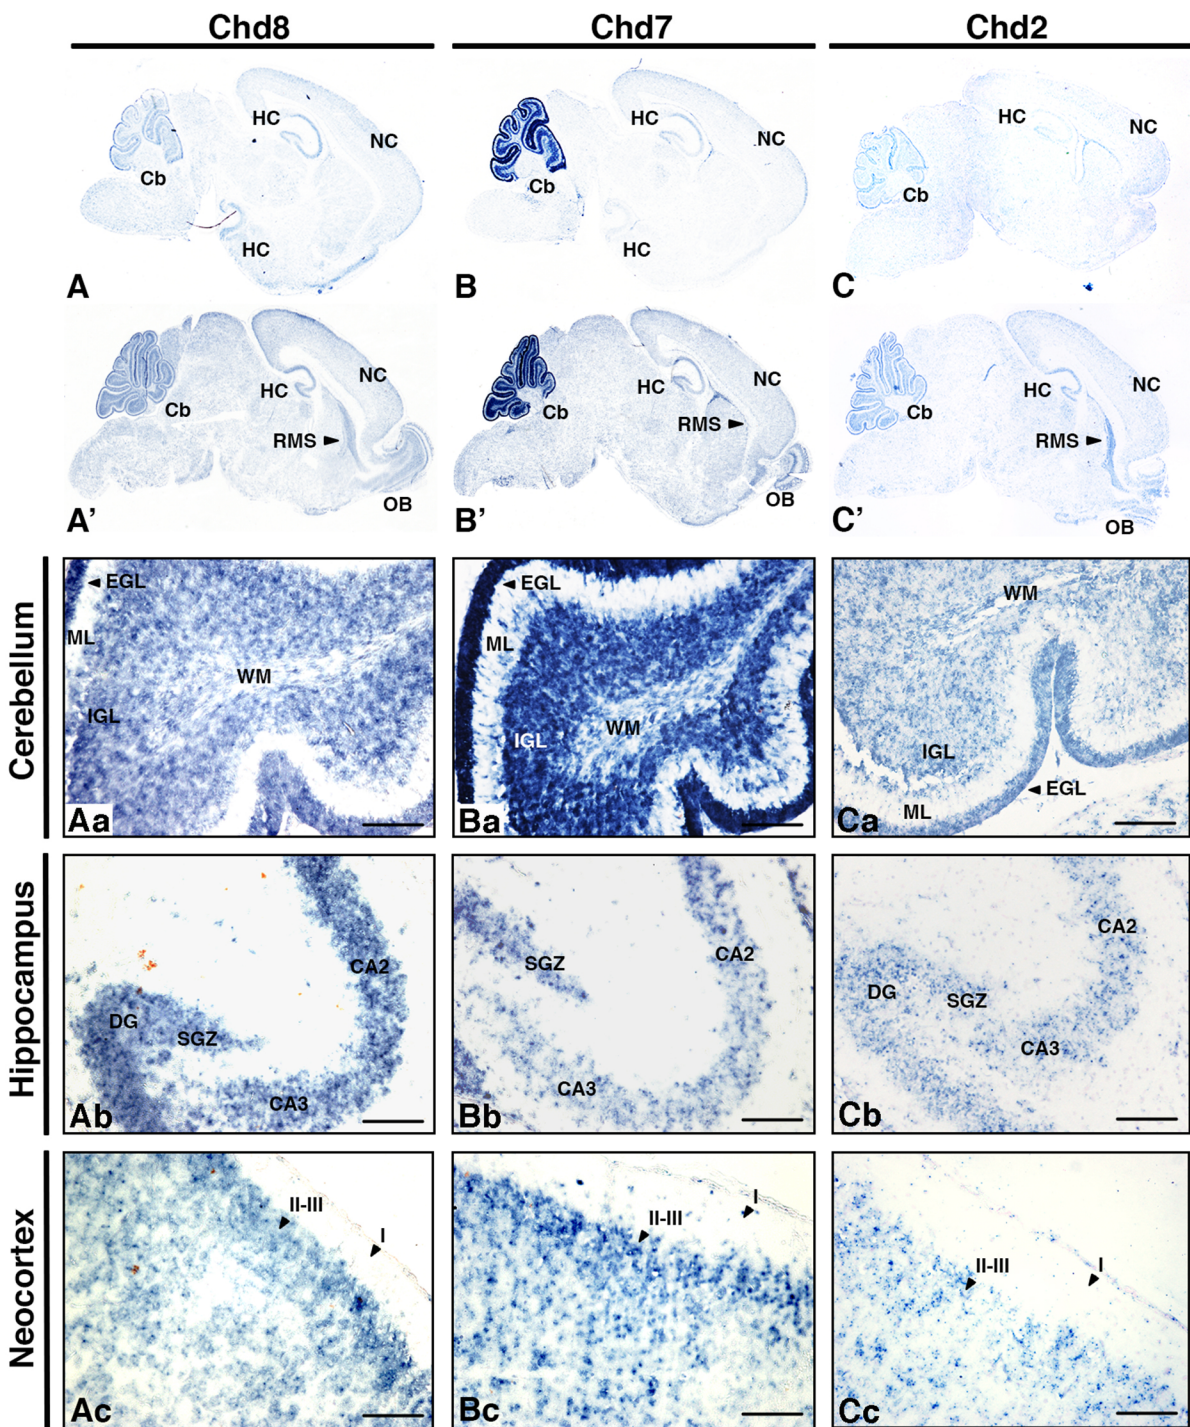 Chd8 Chd7 Chd2
HC NC Cb HC A
HC NC Cb HC B
HC NC Cb C
HC NC Cb RMS OB A'
HC NC Cb RMS OB B'
HC NC Cb RMS OB C'
Cerebellum
EGL ML WM IGL Aa
EGL ML WM IGL Ba
WM IGL EGL ML Ca
Hippocampus
CA2 DG SGZ CA3 Ab
SGZ CA2 CA3 Bb
CA2 DG SGZ CA3 Cb
Neocortex
II-III I Ac
I II-III Bc
II-III I Cc